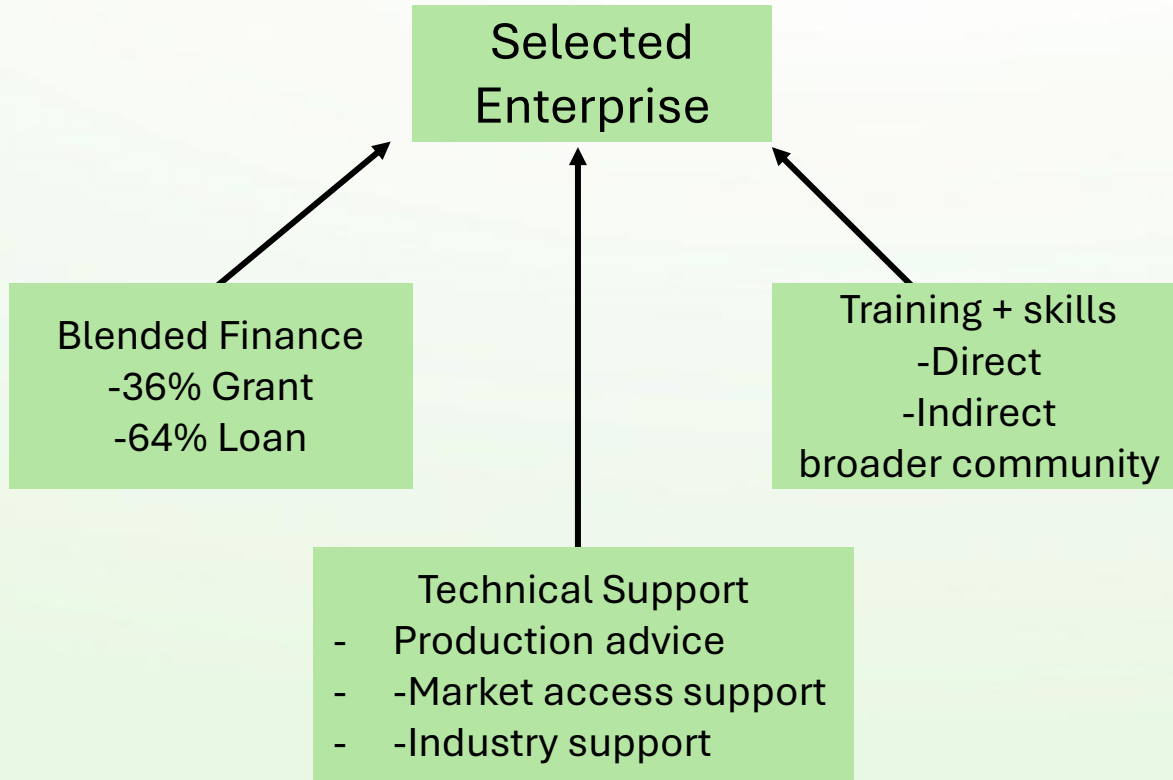 Selected
Enterprise
Blended Finance
-36% Grant
-64% Loan
Training + skills
-Direct
-Indirect
broader community
Technical Support
- Production advice
- -Market access support
- -Industry support